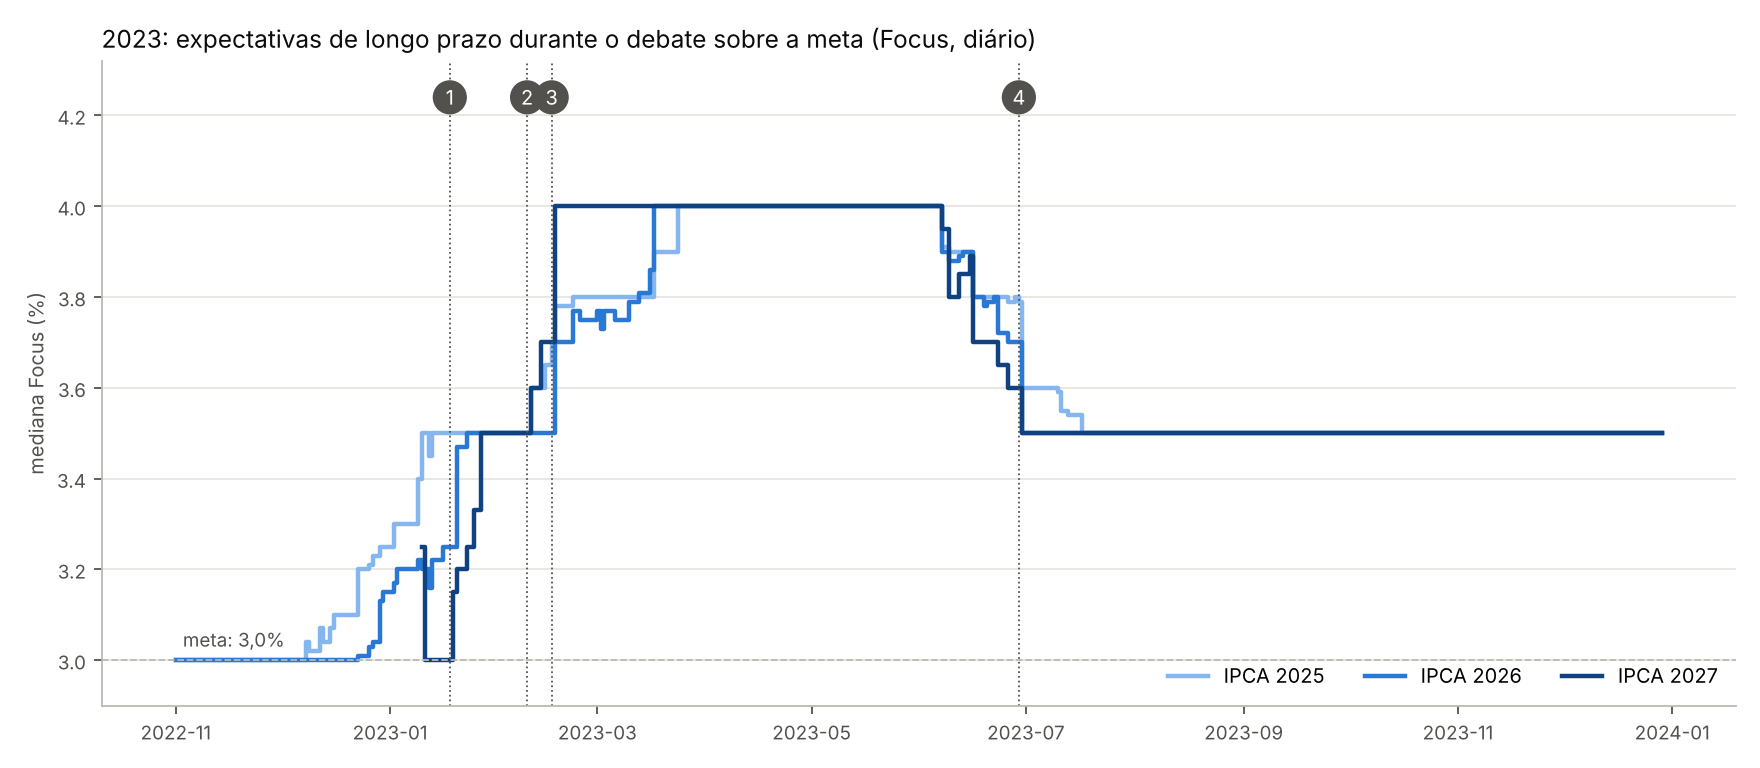 2023: expectativas de longo prazo durante o debate sobre a meta (Focus, diário)
1 2 3 4
mediana Focus (%)
4.2
4.0
3.8
3.6
3.4
3.2
3.0
meta: 3,0%
IPCA 2025 IPCA 2026 IPCA 2027
2022-11 2023-01 2023-03 2023-05 2023-07 2023-09 2023-11 2024-01